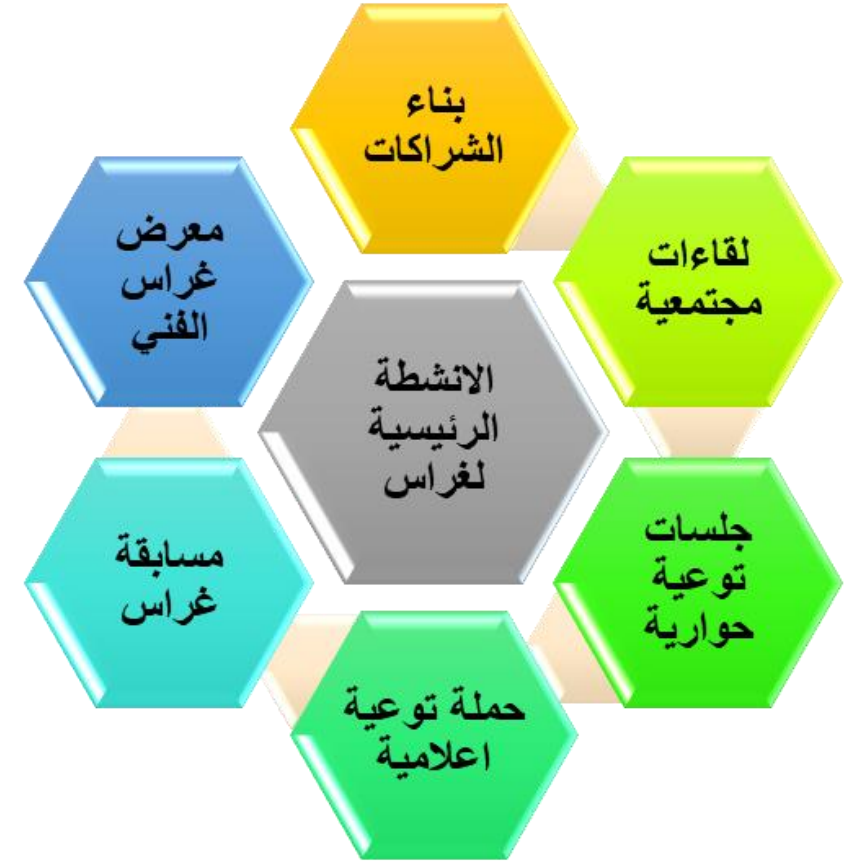 بناء
الشراكات
لقاءات
مجتمعية
جلسات
توعية
حوارية
حملة توعية
اعلامية
مسابقة
غراس
معرض
غراس
الفني
الانشطة
الرئيسية
لغراس